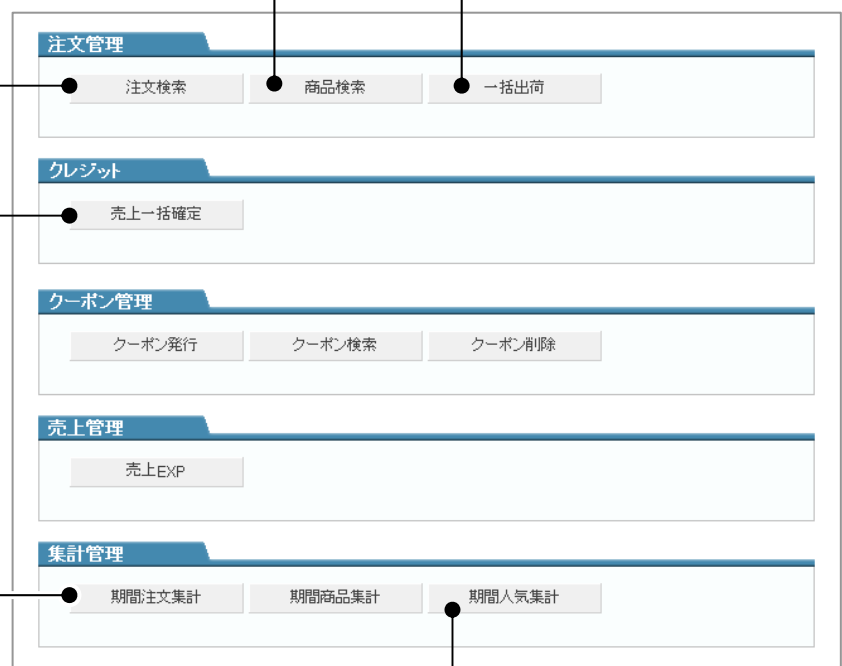 注文管理
注文検索 商品検索 一括出荷
クレジット
売上一括確定
クーポン管理
クーポン発行 クーポン検索 クーポン削除
売上管理
売上EXP
集計管理
期間注文集計 期間商品集計 期間人気集計